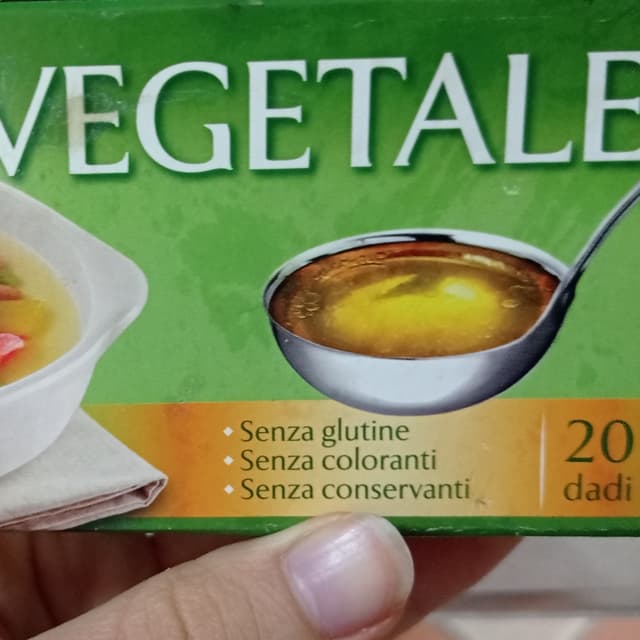 VEGETALE
Senza glutine
Senza coloranti
Senza conservanti
20
dadi